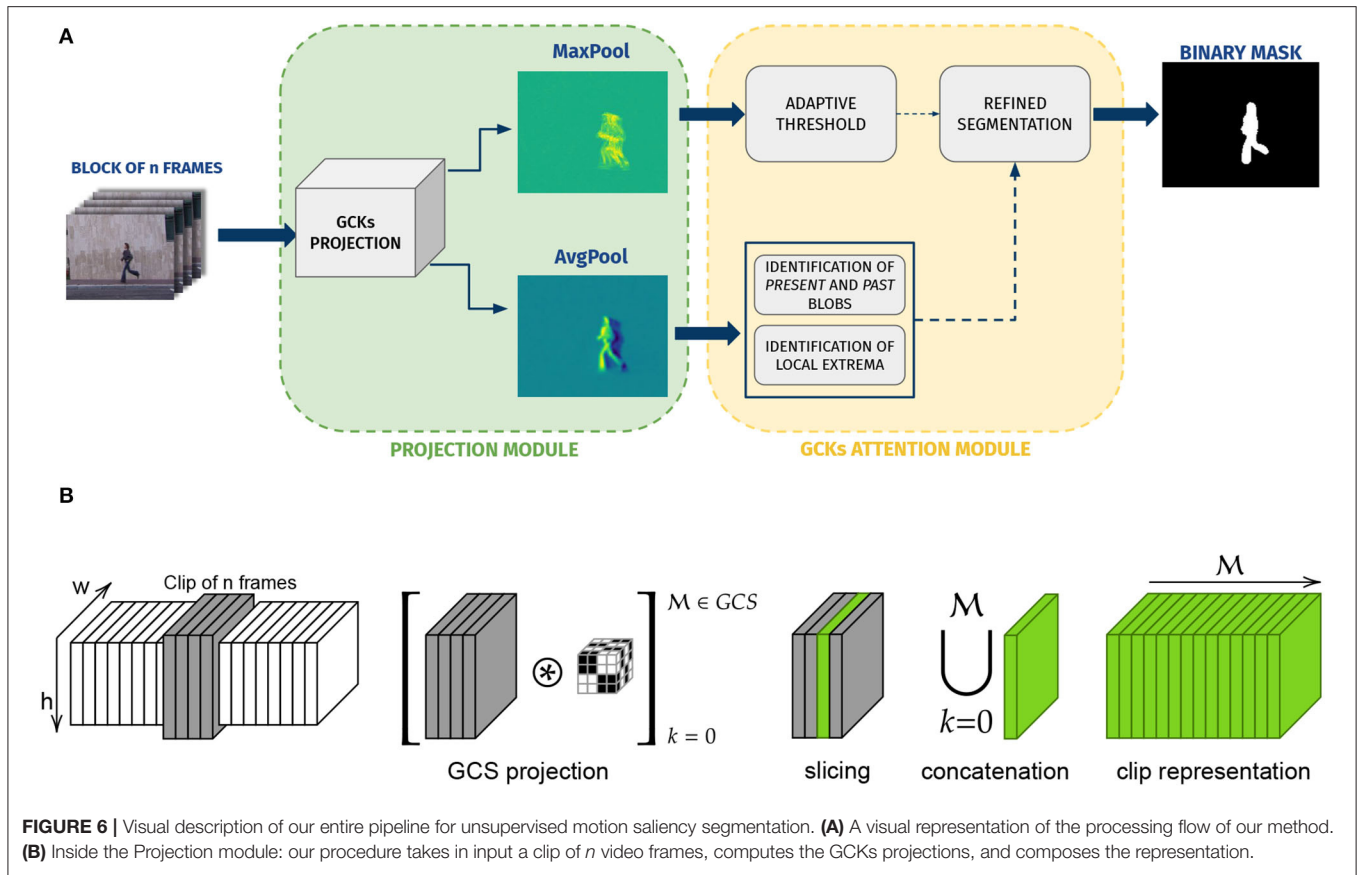 A
MaxPool
BINARY MASK
ADAPTIVE
THRESHOLD
REFINED
SEGMENTATION
BLOCK OF n FRAMES
GCKs
PROJECTION
AvgPool
IDENTIFICATION OF
PRESENT AND PAST
BLOBS
IDENTIFICATION OF
LOCAL EXTREMA
PROJECTION MODULE
GCKs ATTENTION MODULE
B
w
Clip of n frames
h
M ∈ GCS
k = 0
GCS projection
slicing
M
k=0
concatenation
M
clip representation
FIGURE 6 | Visual description of our entire pipeline for unsupervised motion saliency segmentation. (A) A visual representation of the processing flow of our method.
(B) Inside the Projection module: our procedure takes in input a clip of n video frames, computes the GCKs projections, and composes the representation.